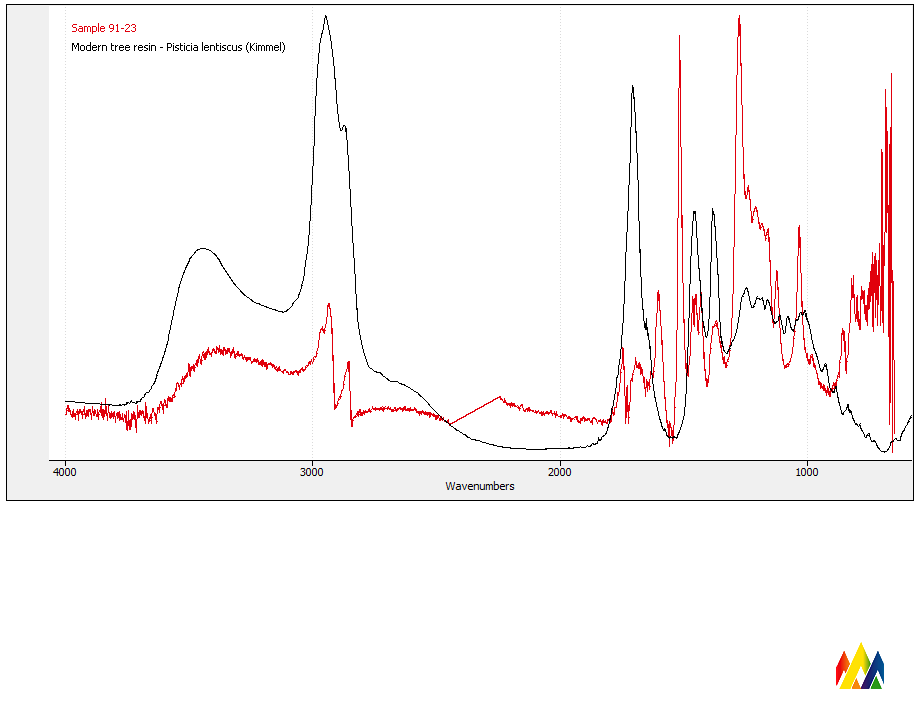 Sample 91-23
Modern tree resin - Pisticia lentiscus (Kimmel)
4000 3000 2000 1000
Wavenumbers